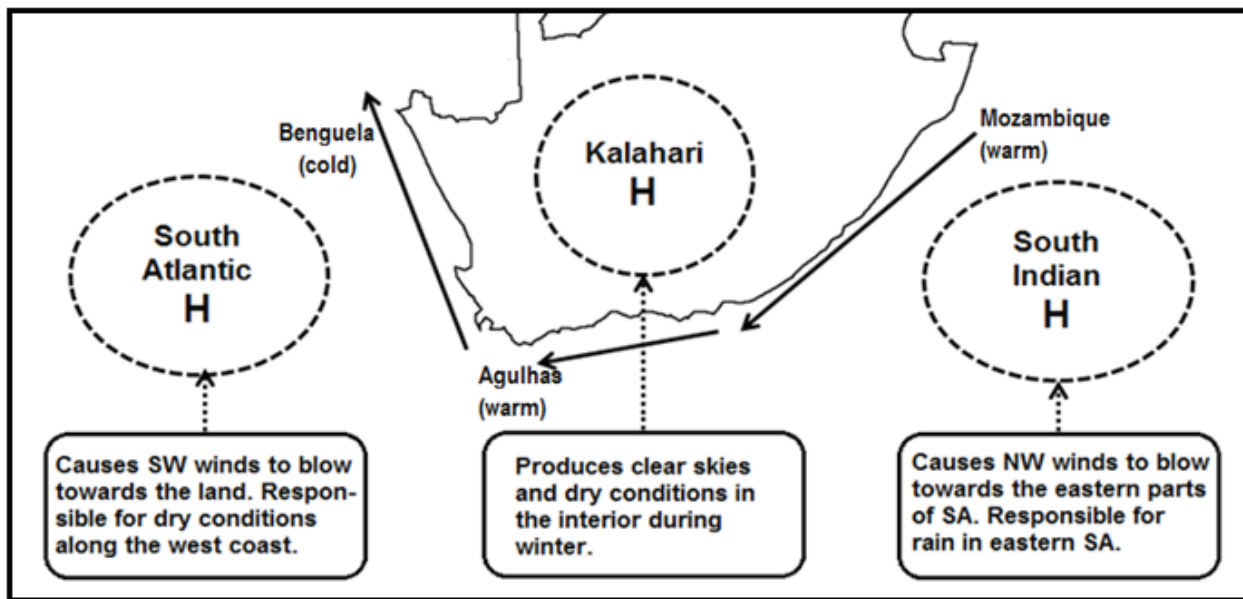 Benguela
(cold)
Kalahari
H
Mozambique
(warm)
South
Atlantic
H
South
Indian
H
Agulhas
(warm)
Causes SW winds to blow
towards the land. Respon-
sible for dry conditions
along the west coast.
Produces clear skies
and dry conditions in
the interior during
winter.
Causes NW winds to blow
towards the eastern parts
of SA. Responsible for
rain in eastern SA.